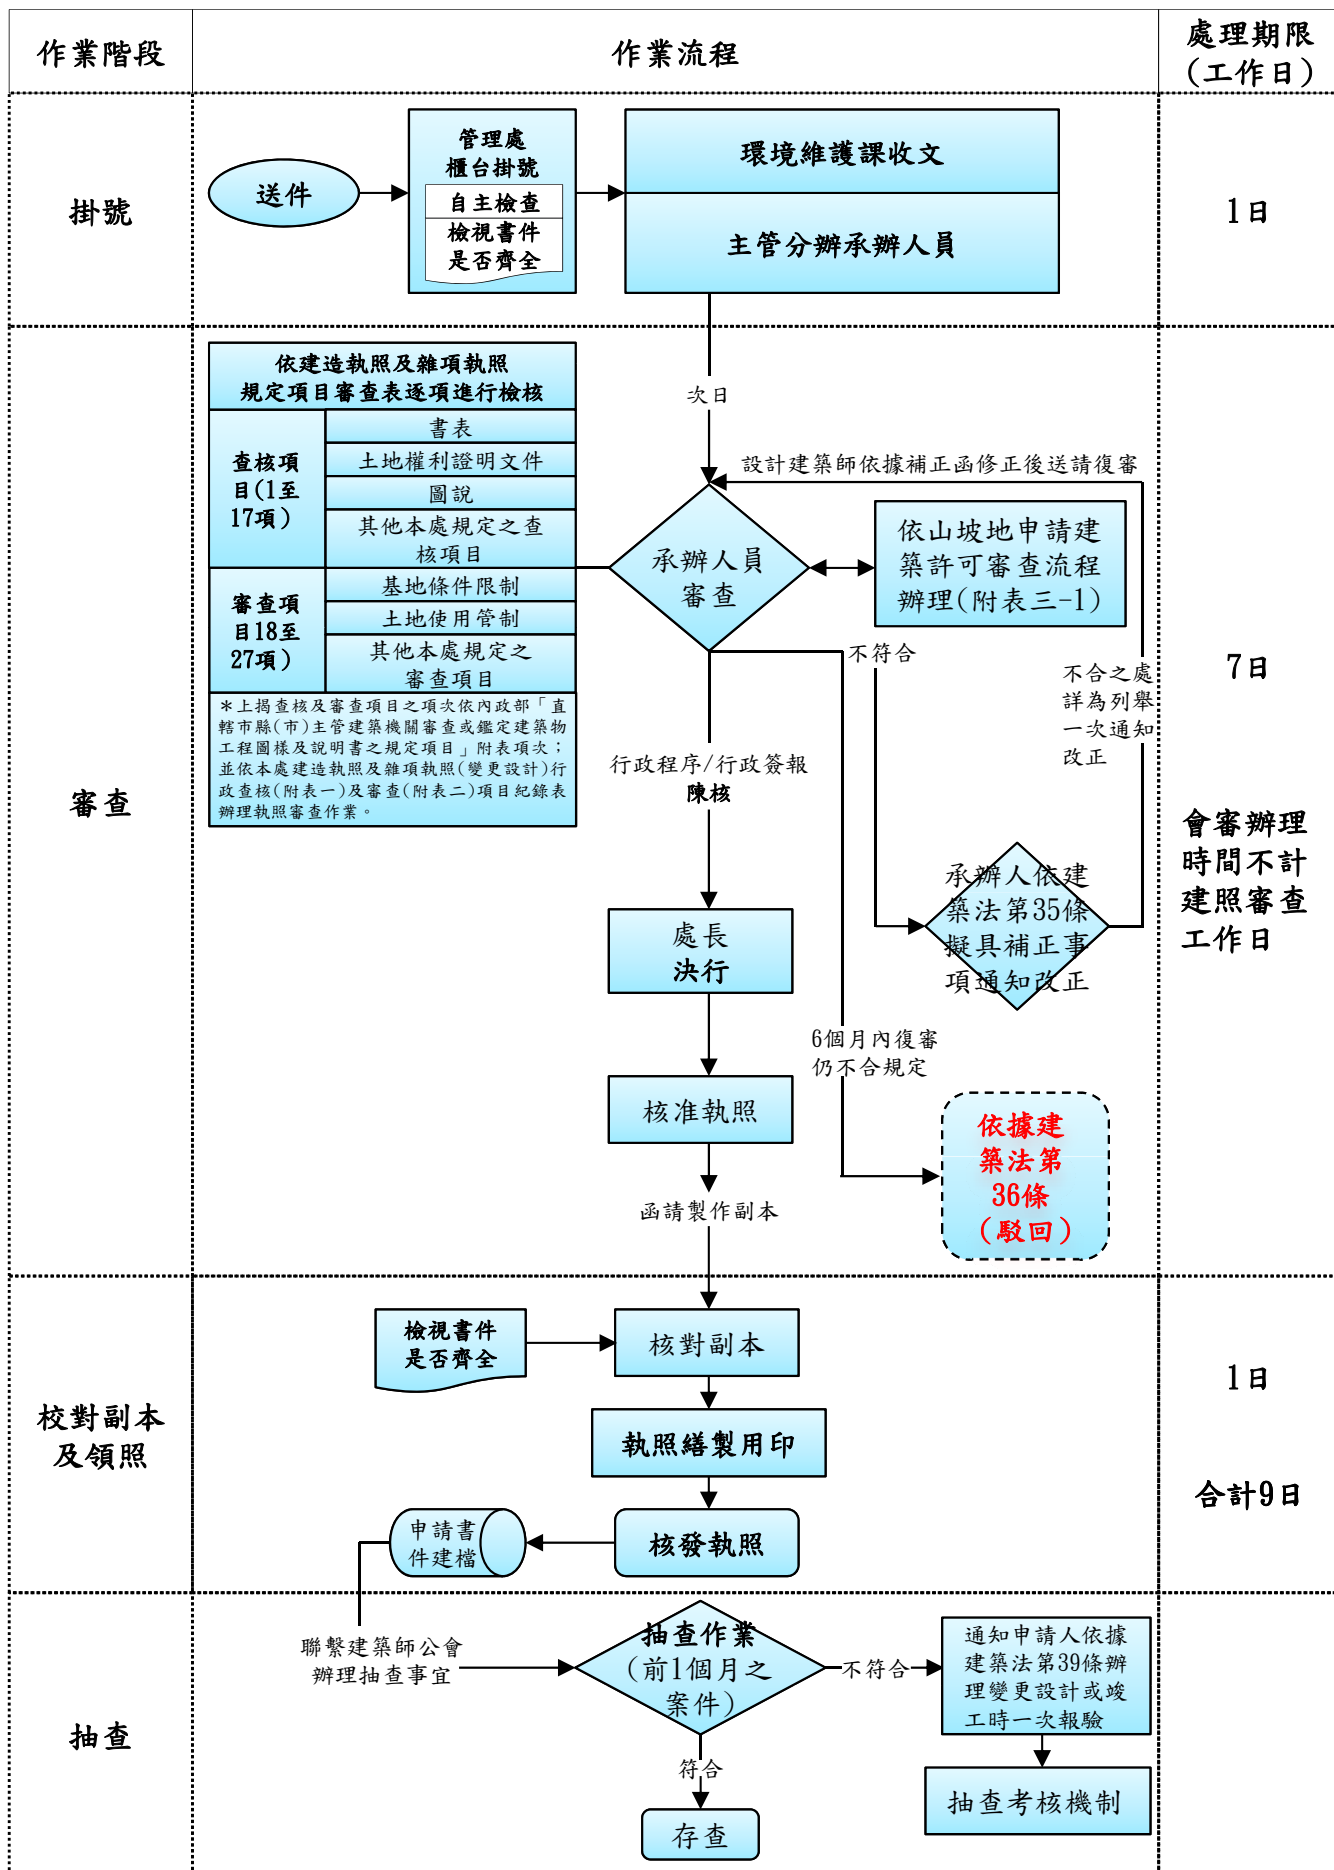 作業階段
作業流程
處理期限
(工作日)
掛號
送件
管理處
櫃台掛號
自主檢查
檢視書件
是否齊全
環境維護課收文
主管分辦承辦人員
1日
次日
審查
依建造執照及雜項執照
規定項目審查表逐項進行檢核
查核項
目(1至
17項)
書表
土地權利證明文件
圖說
其他本處規定之查
核項目
審查項
目18至
27項)
基地條件限制
土地使用管制
其他本處規定之
審查項目
＊上揭查核及審查項目之項次依內政部「直
轄市縣(市)主管建築機關審查或鑑定建築物
工程圖樣及說明書之規定項目」附表項次；
並依本處建造執照及雜項執照(變更設計)行
政查核(附表一)及審查(附表二)項目紀錄表
辦理執照審查作業。
設計建築師依據補正函修正後送請復審
承辦人員
審查
依山坡地申請建
築許可審查流程
辦理(附表三-1)
不符合
不合之處
詳為列舉
一次通知
改正
行政程序/行政簽報
陳核
承辦人依建
築法第35條
擬具補正事
項通知改正
處長
決行
6個月內復審
仍不合規定
核准執照
依據建
築法第
36條
(駁回)
函請製作副本
7日
會審辦理
時間不計
建照審查
工作日
校對副本
及領照
檢視書件
是否齊全
核對副本
執照繕製用印
核發執照
申請書
件建檔
1日
合計9日
抽查
聯繫建築師公會
辦理抽查事宜
抽查作業
(前1個月之
案件)
不符合
通知申請人依據
建築法第39條辦
理變更設計或竣
工時一次報驗
符合
存查
抽查考核機制